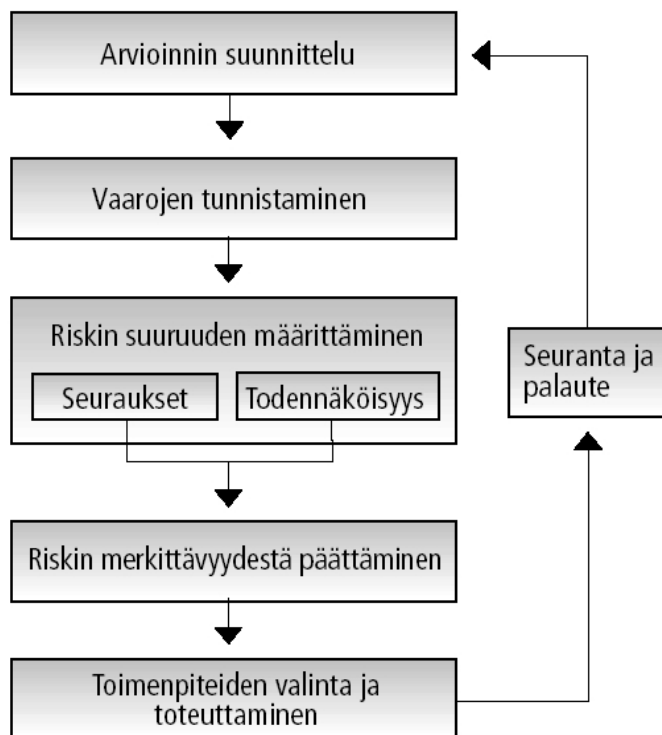 Arvioinnin suunnittelu
Vaarojen tunnistaminen
Riskin suuruuden määrittäminen
Seuraukset
Todennäköisyys
Riskin merkittävyydestä päättäminen
Toimenpiteiden valinta ja
toteuttaminen
Seuranta ja
palaute